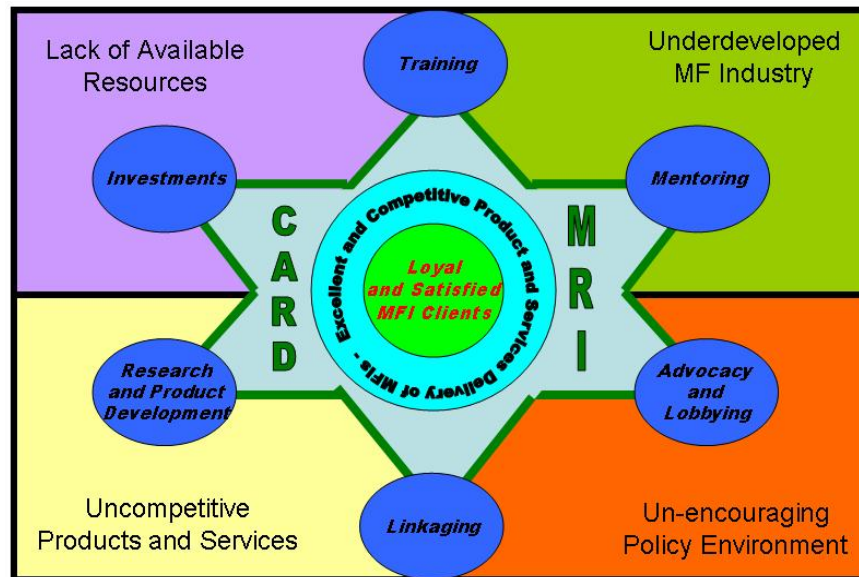 Lack of Available
Resources
Training
Underdeveloped
MF Industry
Investments
Mentoring
CARD
Excellent and Competitive Product and Services Delivery of MFIs -
Loyal
and Satisfied
MFI Clients
MRI
Research
and Product
Development
Advocacy
and
Lobbying
Uncompetitive
Products and Services
Linkaging
Un-encouraging
Policy Environment